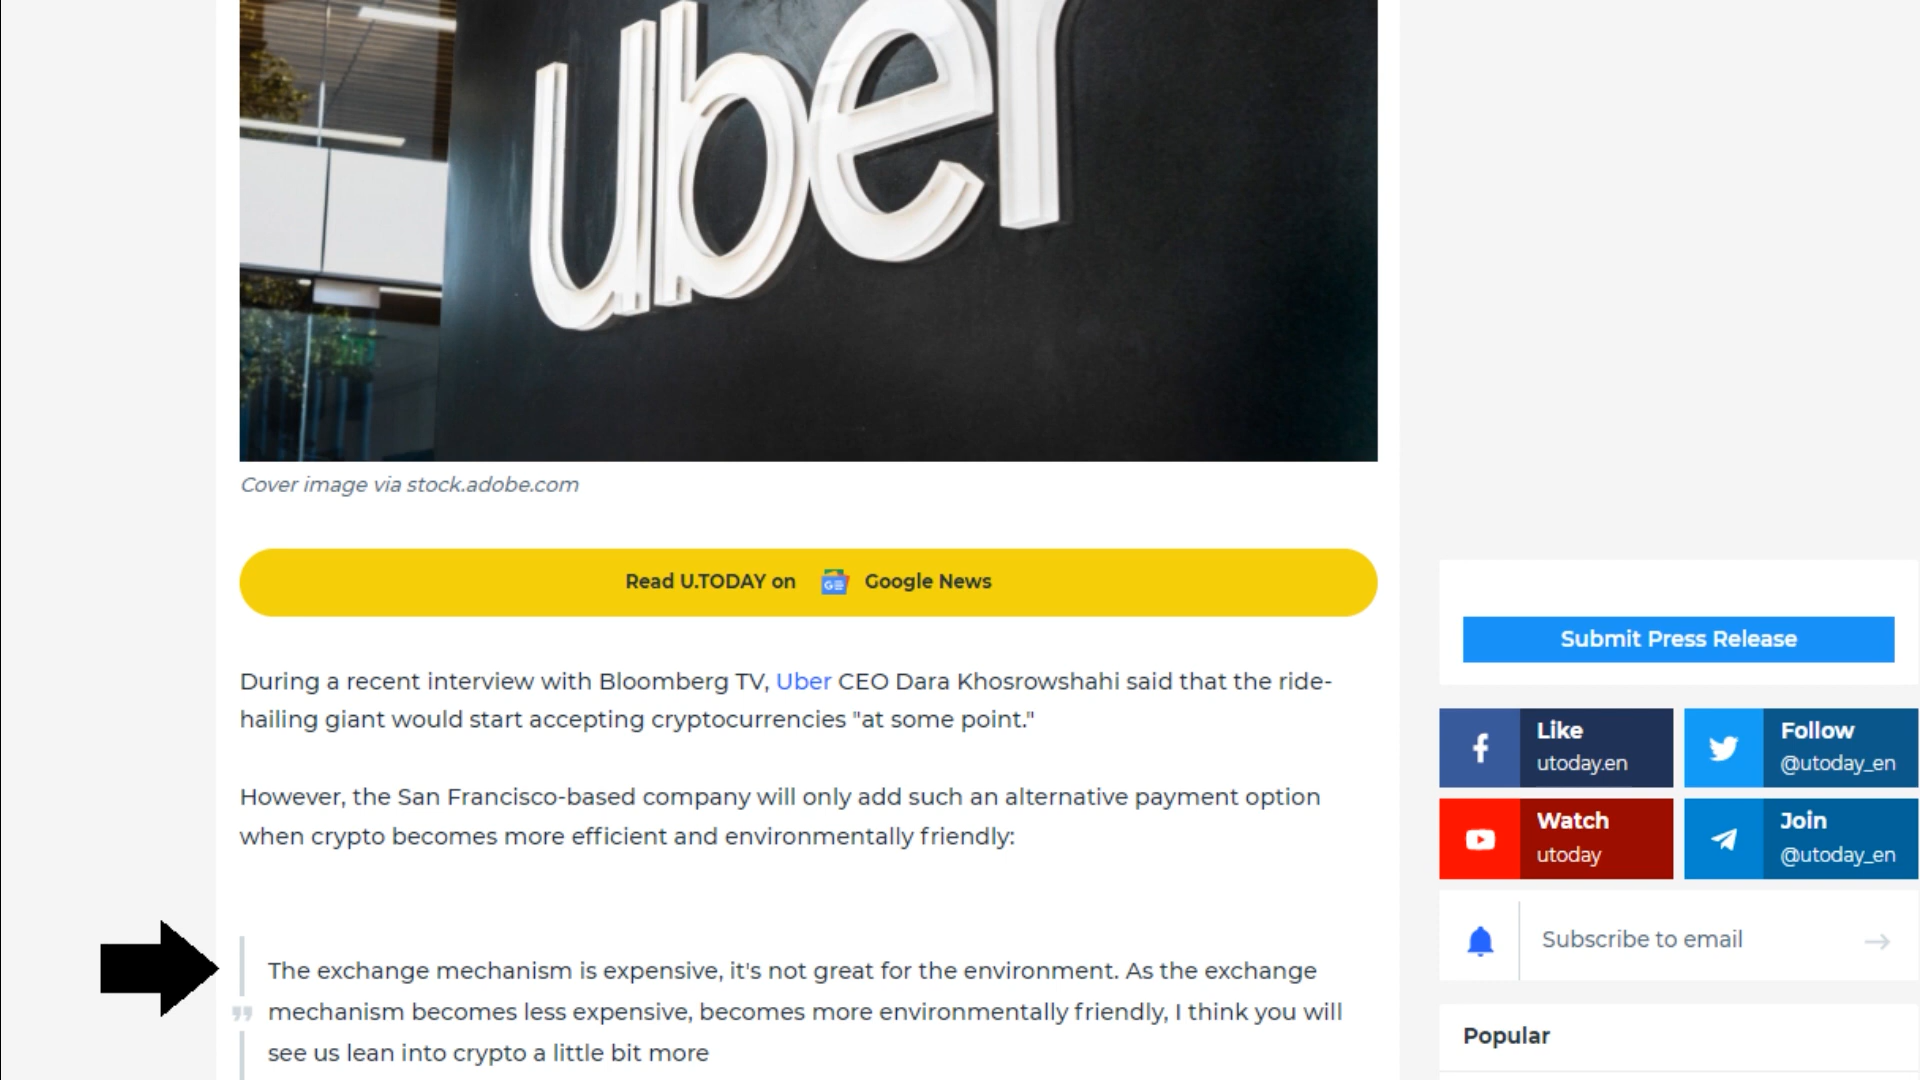 uber
Cover image via stock.adobe.com
Read U.TODAY on GE Google News
During a recent interview with Bloomberg TV, Uber CEO Dara Khosrowshahi said that the ride-
hailing giant would start accepting cryptocurrencies "at some point."
However, the San Francisco-based company will only add such an alternative payment option
when crypto becomes more efficient and environmentally friendly:
The exchange mechanism is expensive, it's not great for the environment. As the exchange
mechanism becomes less expensive, becomes more environmentally friendly, I think you will
see us lean into crypto a little bit more
Submit Press Release
Like
utoday.en
Follow
@utoday_en
Watch
utoday
Join
@utoday_en
Subscribe to email
Popular